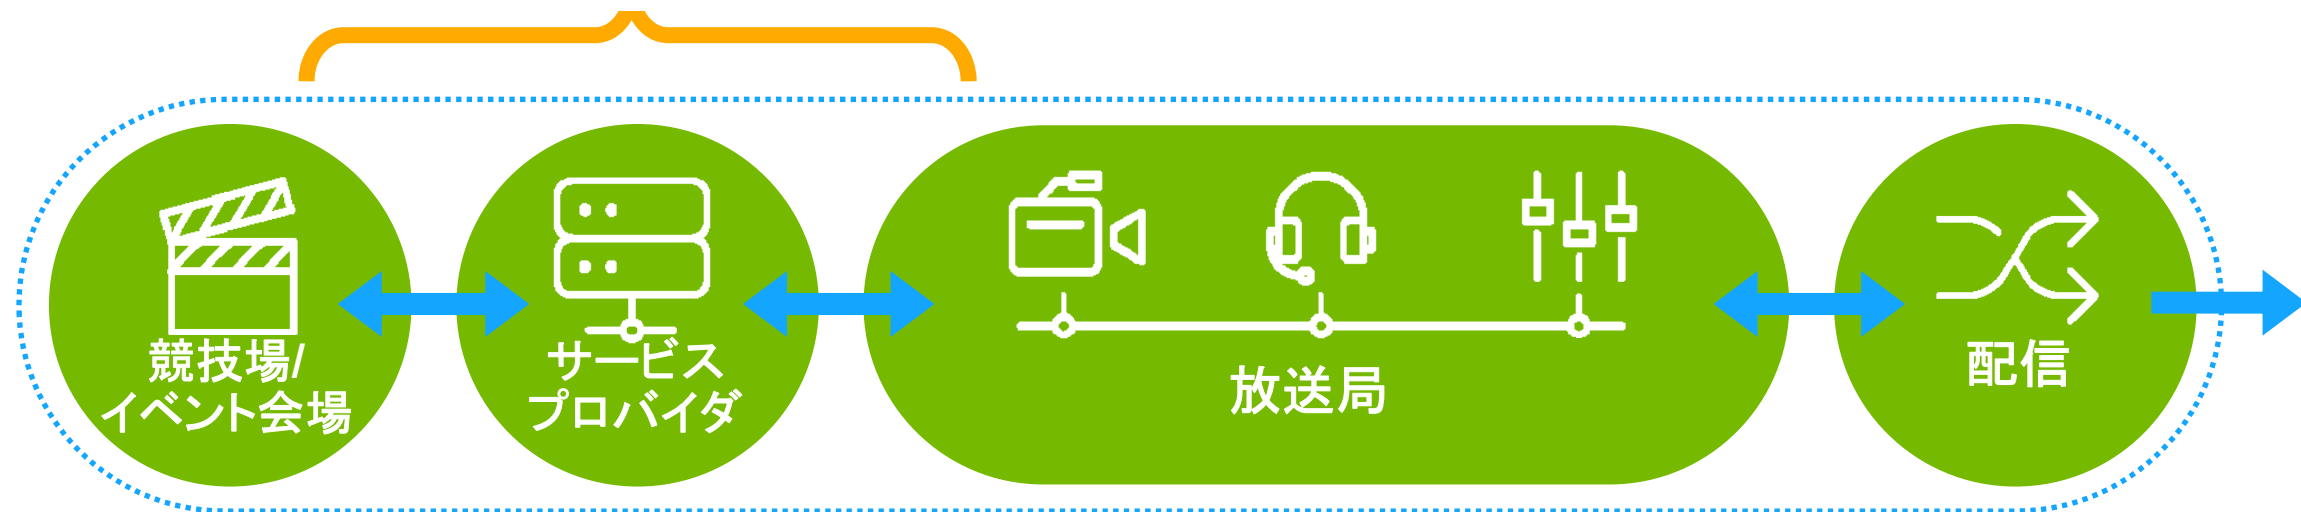 競技場/
イベント会場
サービス
プロバイダ
放送局
配信